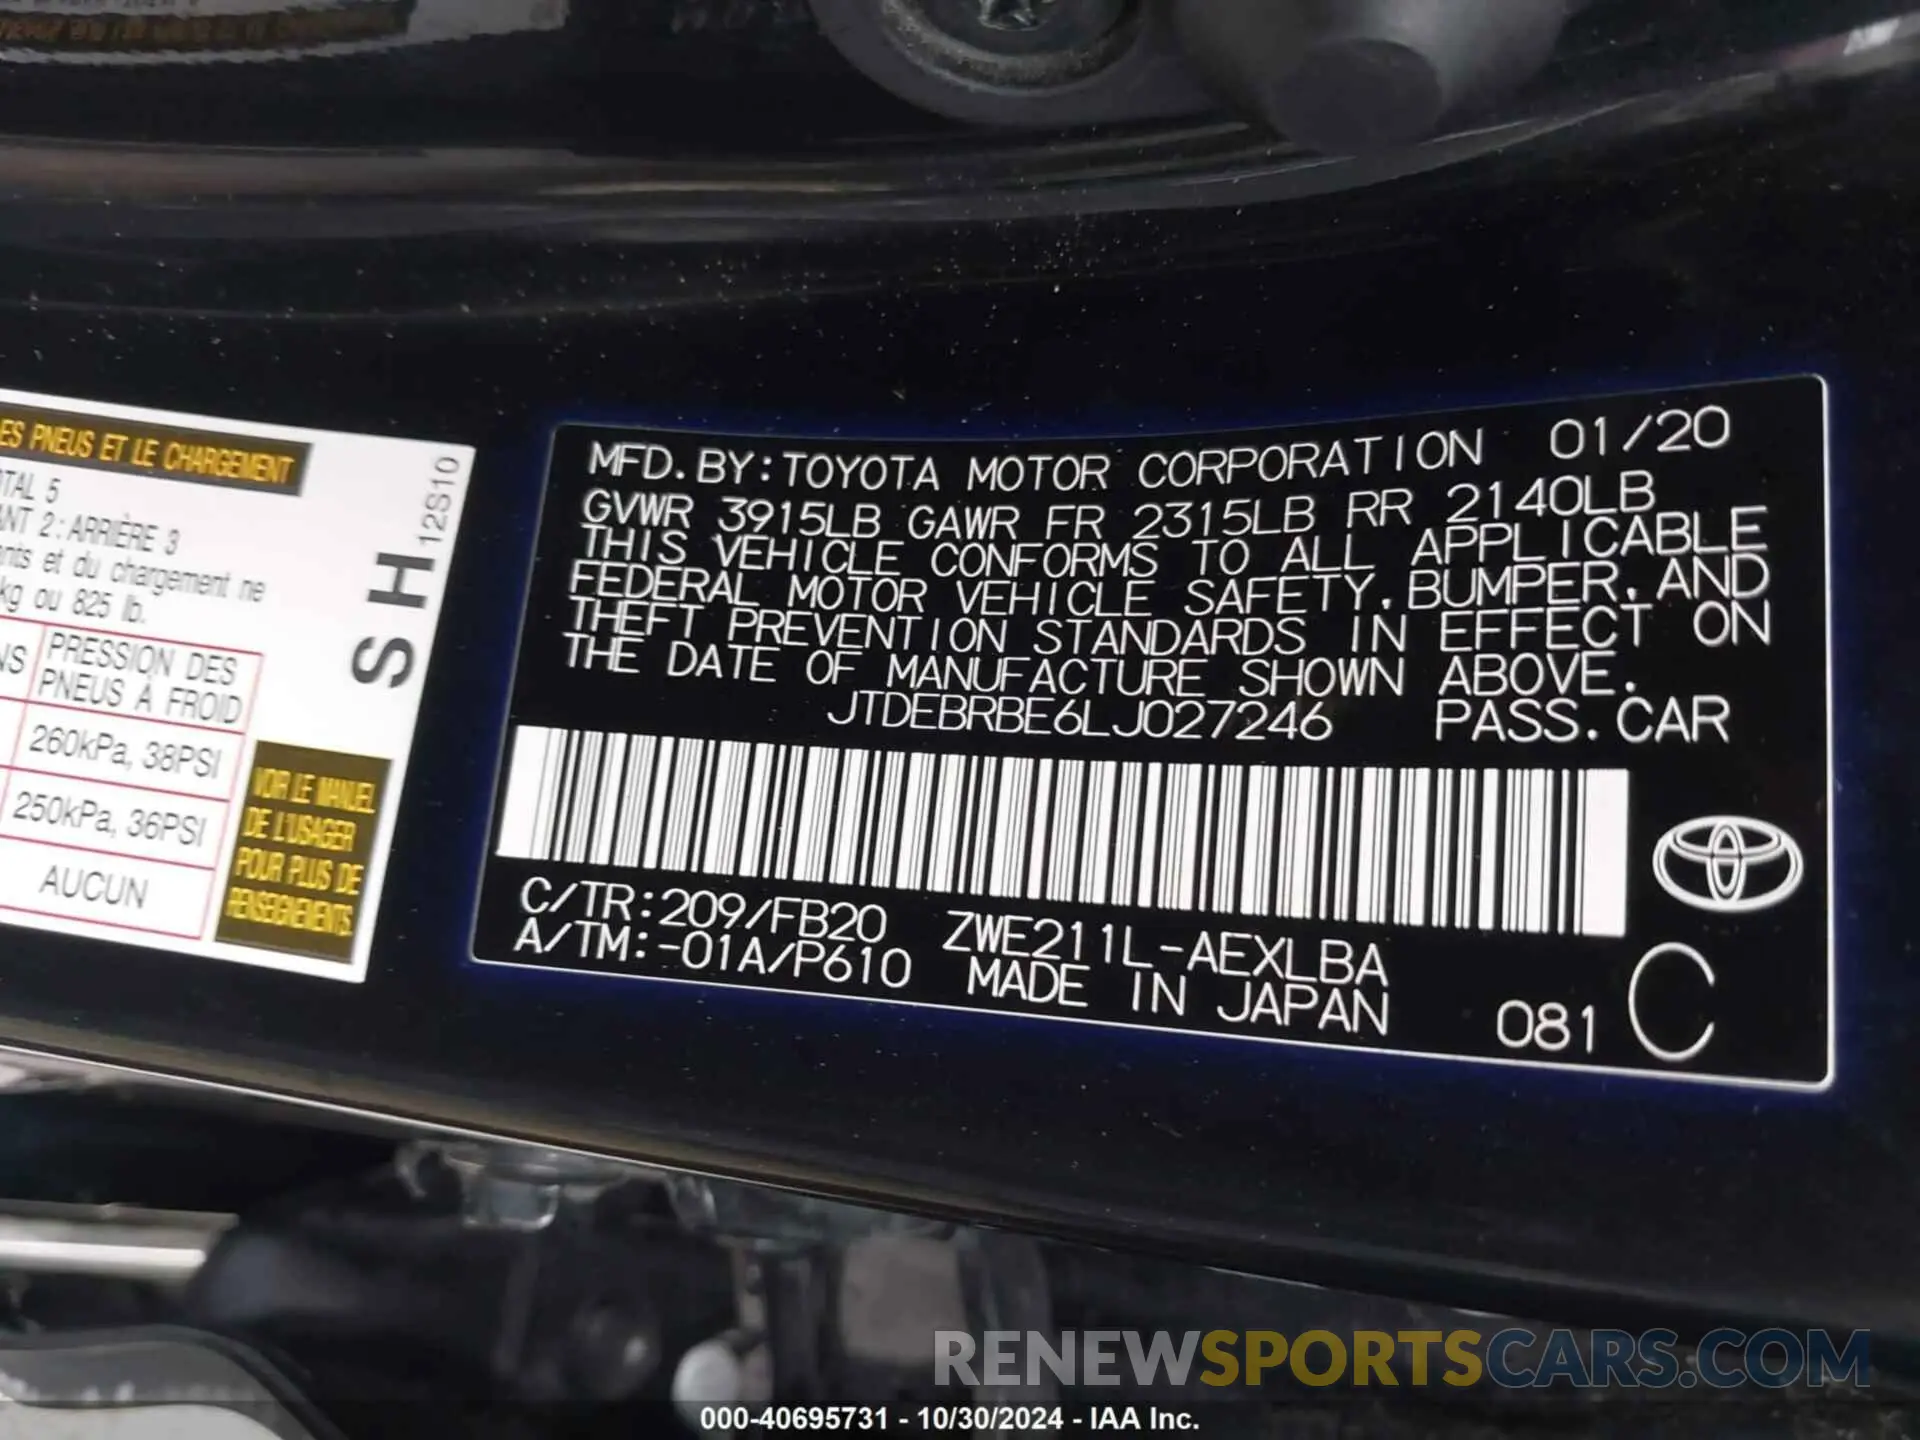 ES PNEUS ET LE CHARGEMENT
TAL 5
ANT 2 : ARRIÈRE 3
nts et du chargement ne
kg ou 825 lb.
NS PRESSION DES
PNEUS À FROID
260kPa, 38PSI
250kPa, 36PSI
AUCUN
VOIR LE MANUEL
DE L'USAGER
POUR PLUS DE
RENSEIGNEMENTS.
SH 12S10
MFD. BY: TOYOTA MOTOR CORPORATION 01/20
GVWR 3915LB GAWR FR 2315LB RR 2140LB
THIS VEHICLE CONFORMS TO ALL APPLICABLE
FEDERAL MOTOR VEHICLE SAFETY, BUMPER, AND
THEFT PREVENTION STANDARDS IN EFFECT ON
THE DATE OF MANUFACTURE SHOWN ABOVE.
JTDEBRBE6LJ027246 PASS. CAR
C/TR: 209/FB20 ZWE211L-AEXLBA
A/TM: -01A/P610 MADE IN JAPAN 081 C
RENEWSPORTSCARS.COM
000-40695731 - 10/30/2024 - IAA Inc.